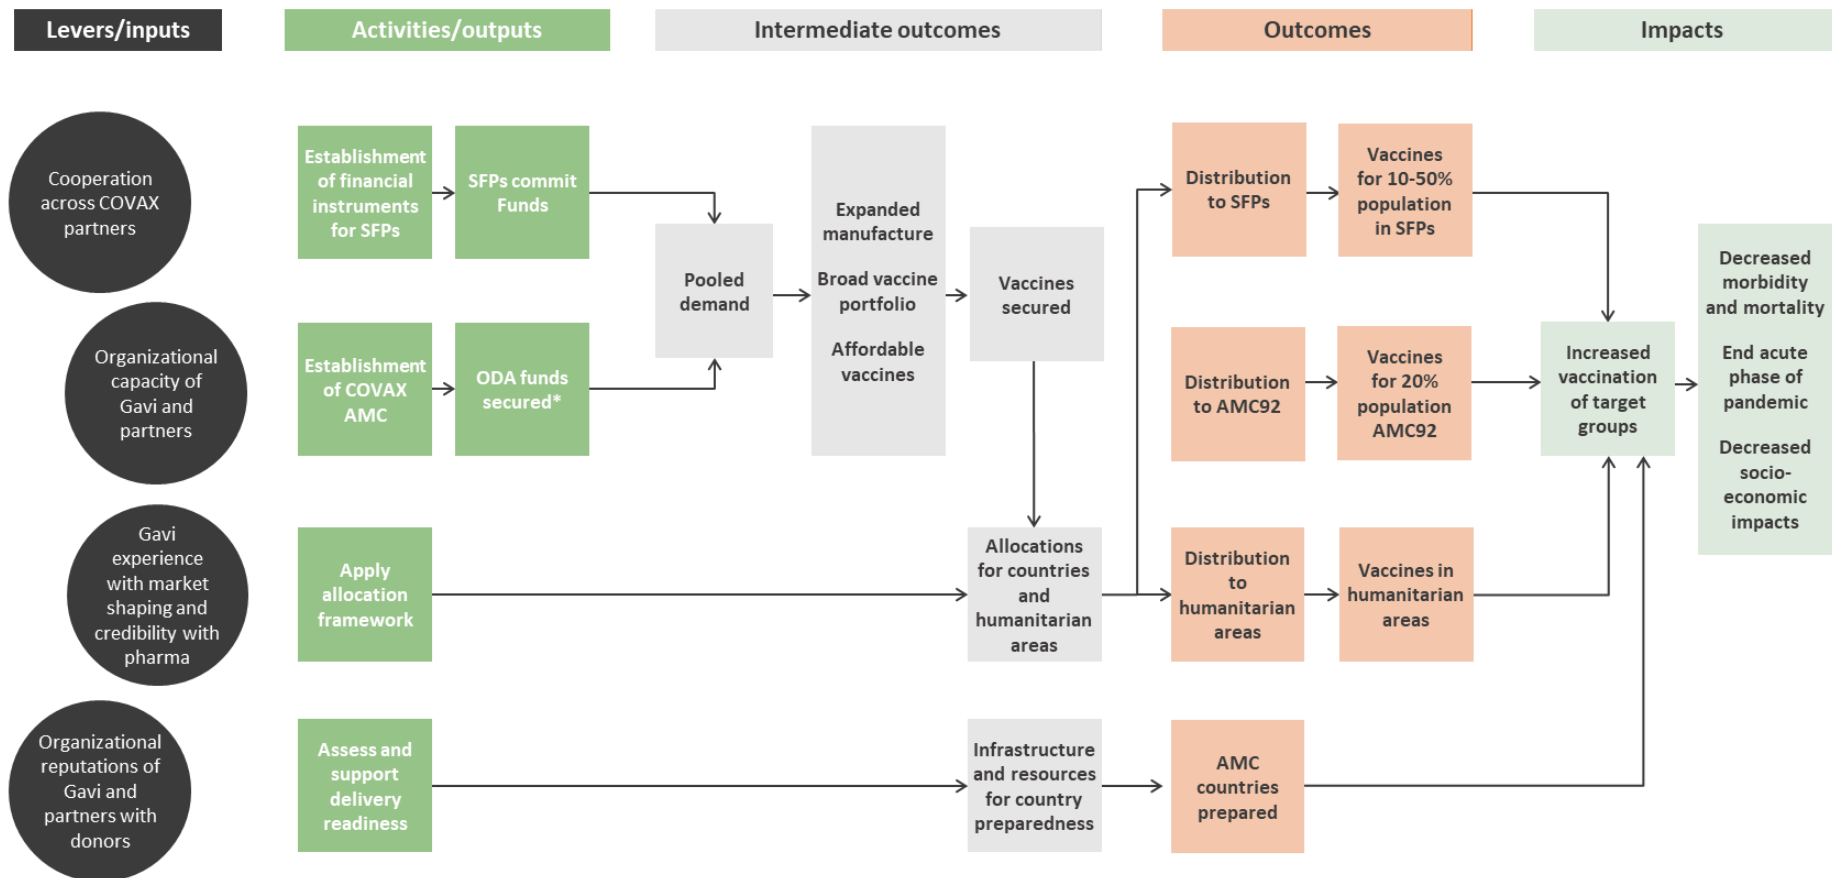 Levers/inputs
Activities/outputs
Intermediate outcomes
Outcomes
Impacts
Cooperation
across COVAX
partners
Organizational
capacity of
Gavi and
partners
Gavi
experience
with market
shaping and
credibility with
pharma
Organizational
reputations of
Gavi and
partners with
donors
Establishment
of financial
instruments
for SFPs
SFPs commit
Funds
Establishment
of COVAX
AMC
ODA funds
secured*
Apply
allocation
framework
Assess and
support
delivery
readiness
Pooled
demand
Expanded
manufacture
Broad vaccine
portfolio
Affordable
vaccines
Vaccines
secured
Allocations
for countries
and
humanitarian
areas
Infrastructure
and resources
for country
preparedness
Distribution
to SFPs
Vaccines
for 10-50%
population
in SFPs
Distribution
to AMC92
Vaccines
for 20%
population
AMC92
Distribution
to
humanitarian
areas
Vaccines in
humanitarian
areas
AMC
countries
prepared
Increased
vaccination
of target
groups
Decreased
morbidity
and mortality
End acute
phase of
pandemic
Decreased
socio-
economic
impacts